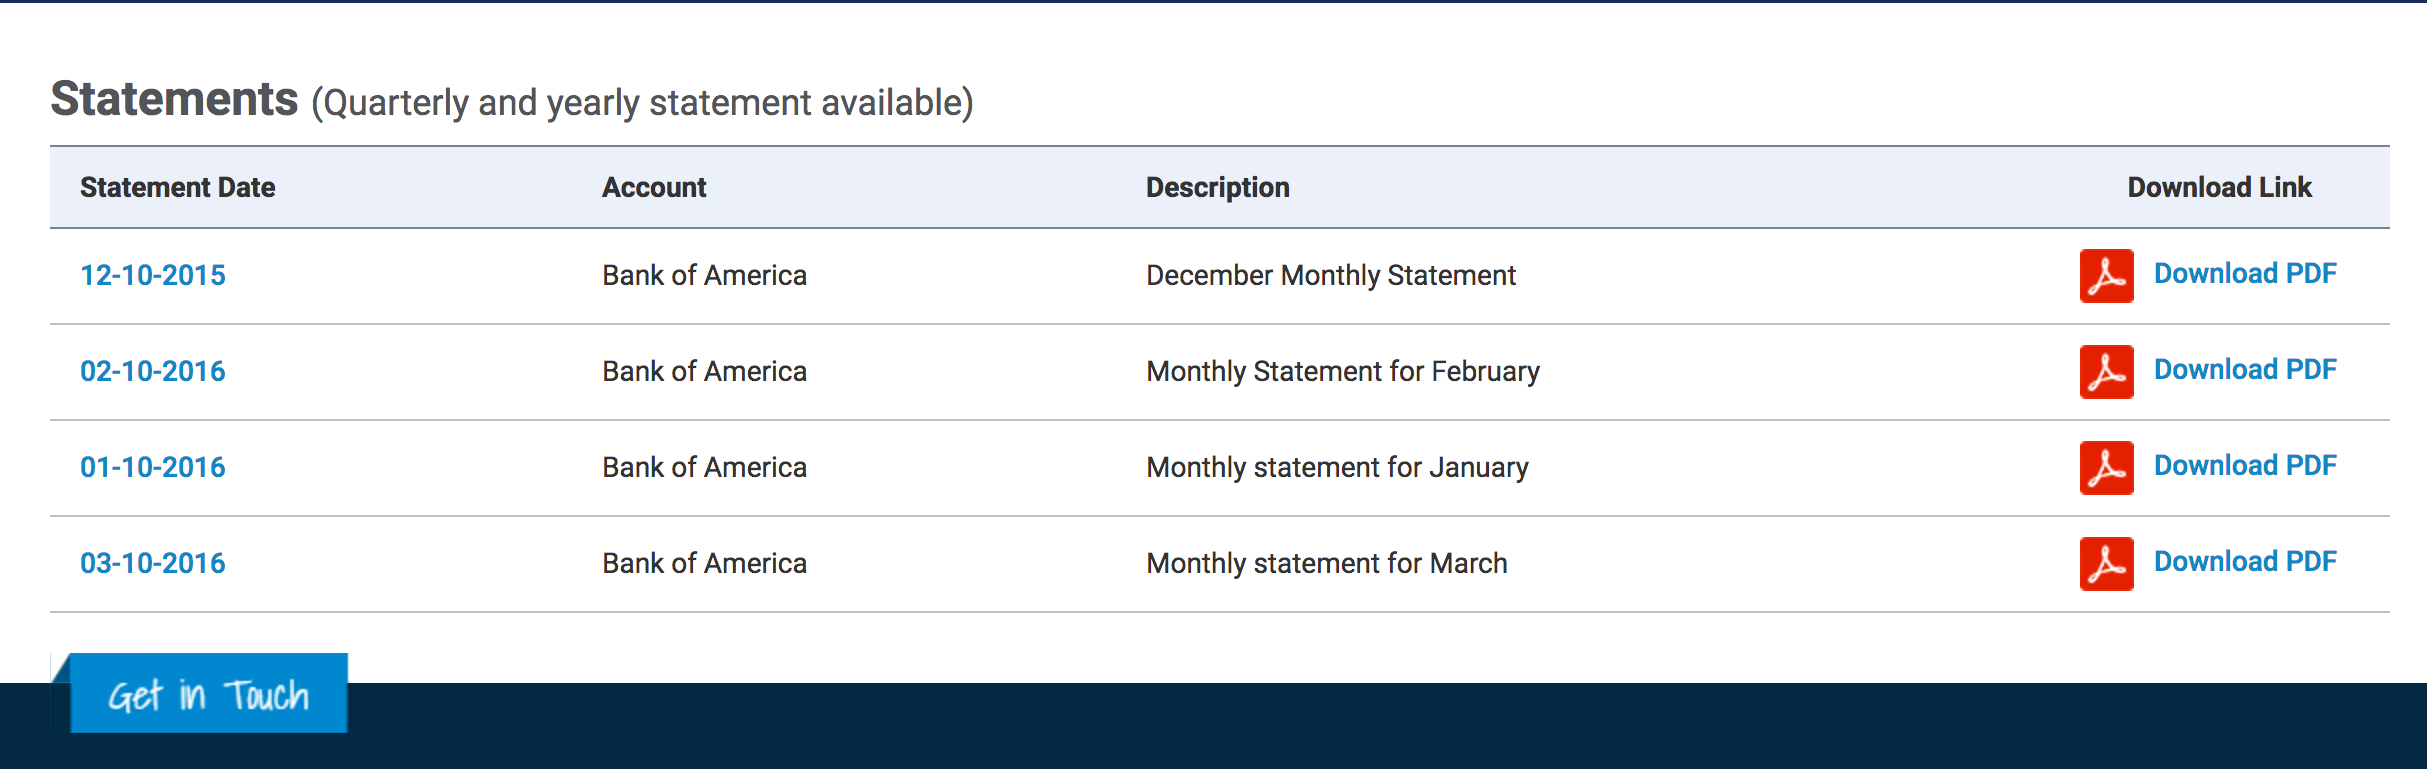 Statements (Quarterly and yearly statement available)
Statement Date Account Description Download Link
12-10-2015 Bank of America December Monthly Statement Download PDF
02-10-2016 Bank of America Monthly Statement for February Download PDF
01-10-2016 Bank of America Monthly statement for January Download PDF
03-10-2016 Bank of America Monthly statement for March Download PDF
Get in Touch